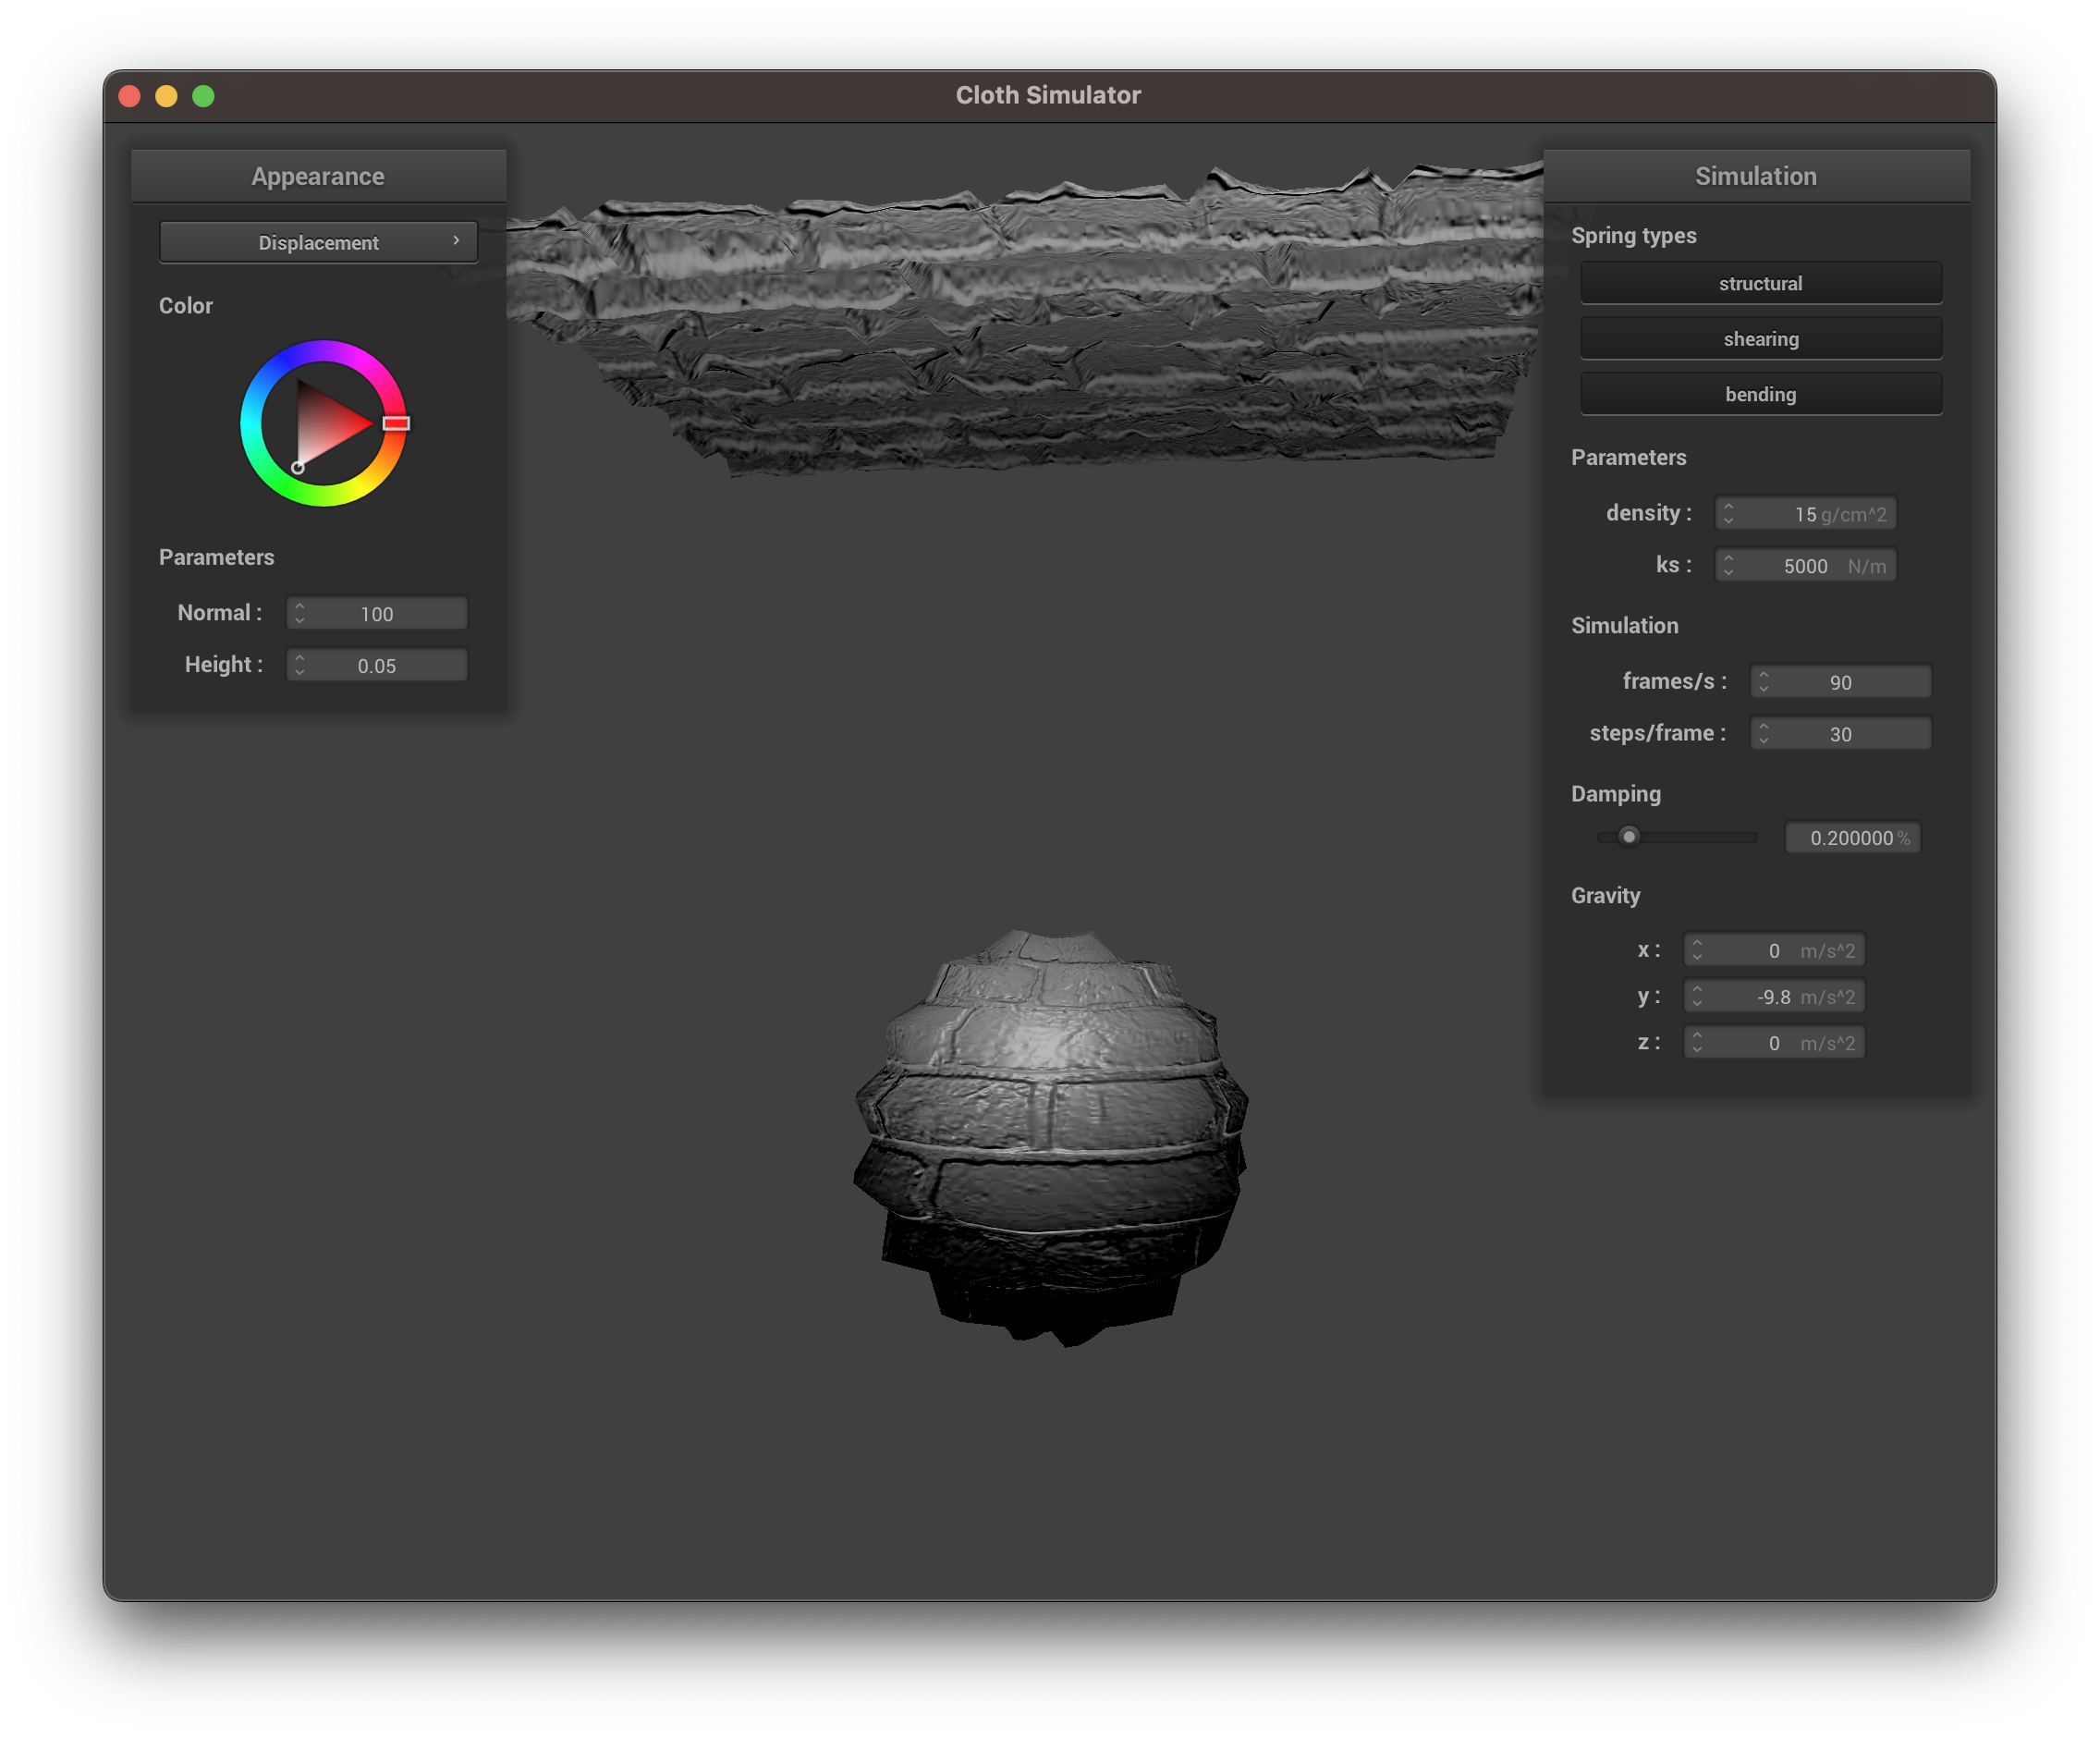 Cloth Simulator
Appearance
Displacement
Color
Parameters
Normal : 100
Height : 0.05
Simulation
Spring types
structural
shearing
bending
Parameters
density : 15 g/cm^2
ks : 5000 N/m
Simulation
frames/s : 90
steps/frame : 30
Damping
0.200000 %
Gravity
x : 0 m/s^2
y : -9.8 m/s^2
z : 0 m/s^2